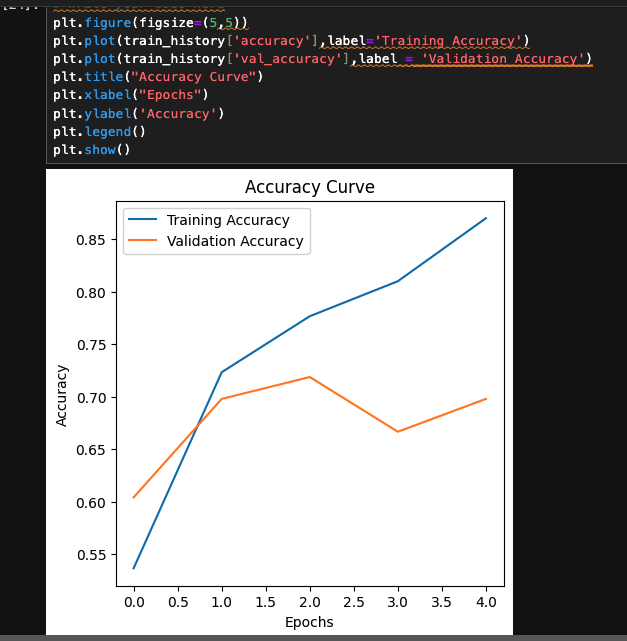 plt.figure(figsize=(5,5))
plt.plot(train_history['accuracy'],label='Training Accuracy')
plt.plot(train_history['val_accuracy'],label = 'Validation Accuracy')
plt.title("Accuracy Curve")
plt.xlabel("Epochs")
plt.ylabel('Accuracy')
plt.legend()
plt.show()
Accuracy Curve
Training Accuracy
Validation Accuracy
0.85
0.80
0.75
0.70
0.65
0.60
0.55
Accuracy
0.0 0.5 1.0 1.5 2.0 2.5 3.0 3.5 4.0
Epochs